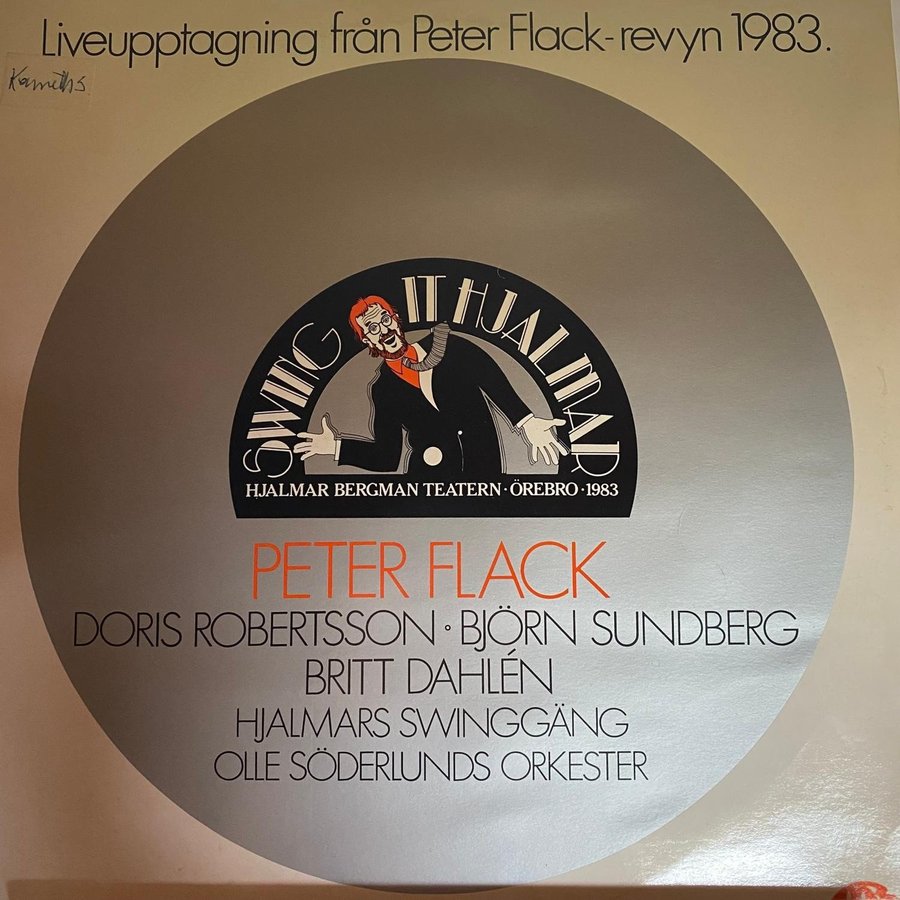 Liveupptagning från Peter Flack-revyn 1983.
SWING IT HJALMAR
HJALMAR BERGMAN TEATERN · ÖREBRO · 1983
PETER FLACK
DORIS ROBERTSSON · BJÖRN SUNDBERG
BRITT DAHLÉN
HJALMARS SWINGGÄNG
OLLE SÖDERLUNDS ORKESTER